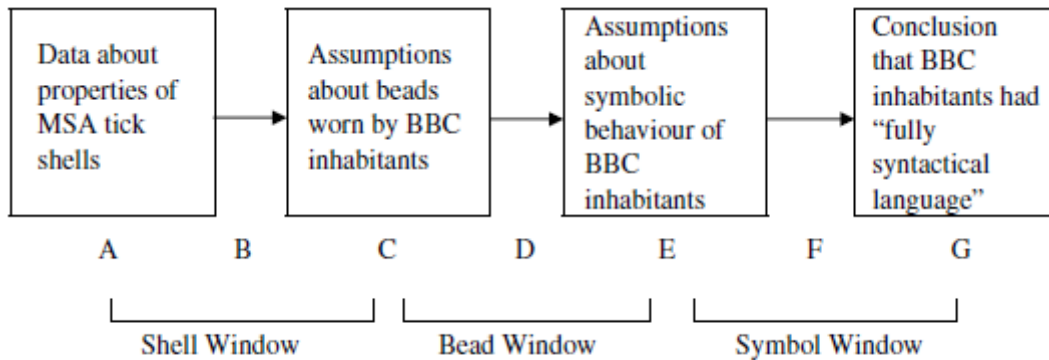 Data about
properties of
MSA tick
shells
Assumptions
about beads
worn by BBC
inhabitants
Assumptions
about
symbolic
behaviour of
BBC
inhabitants
Conclusion
that BBC
inhabitants had
“fully
syntactical
language”
A B C D E F G
Shell Window Bead Window Symbol Window